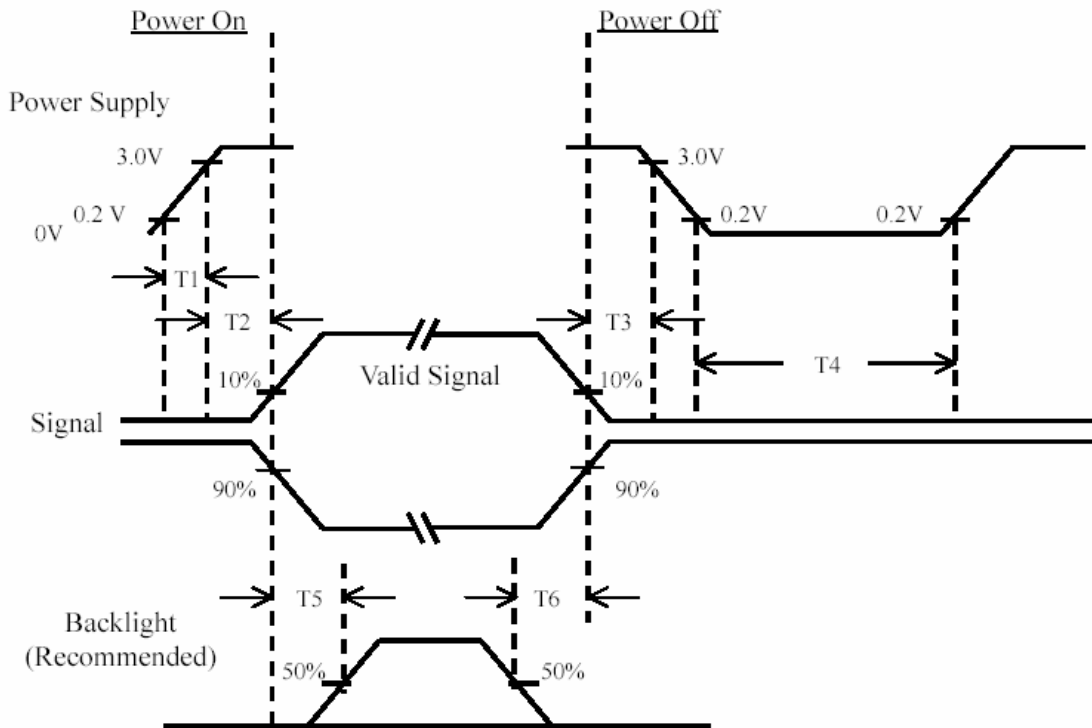 Power On
Power Off
Power Supply
3.0V
3.0V
0.2 V
0V
0.2V
0.2V
T1
T2
T3
T4
10%
Valid Signal
10%
Signal
90%
90%
T5
T6
Backlight
(Recommended)
50%
50%